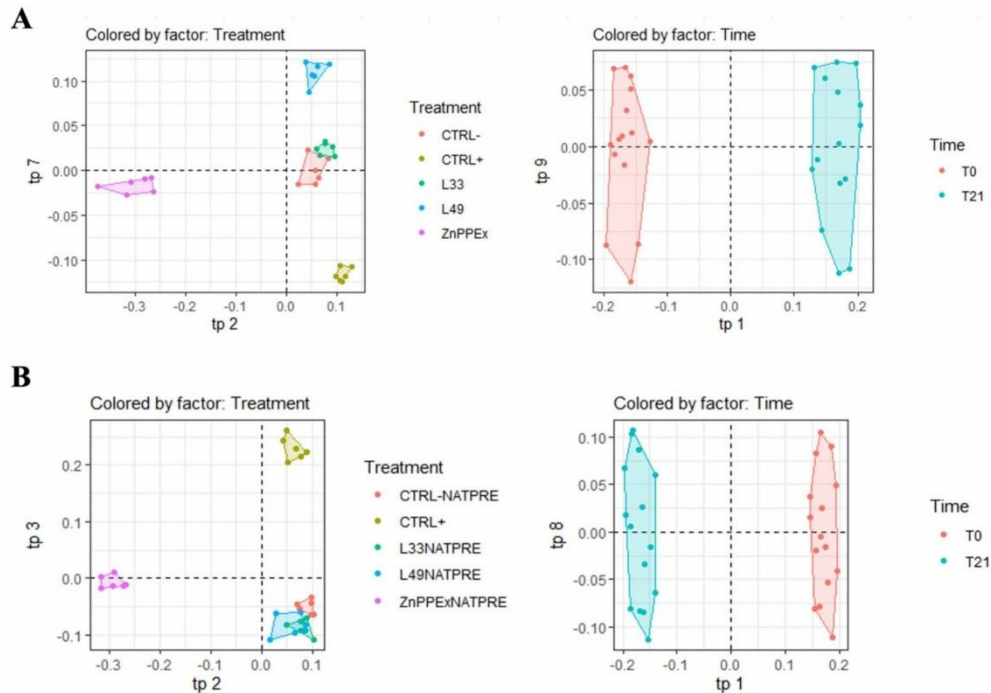 A
Colored by factor: Treatment
0.10
0.05
0.00
-0.05
-0.10
tp 7
-0.3
-0.2
-0.1
0.0
0.1
tp 2
Treatment
CTRL-
CTRL+
L33
L49
ZnPPEx
Colored by factor: Time
0.05
0.00
-0.05
-0.10
tp 9
-0.2
-0.1
0.0
0.1
0.2
tp 1
Time
T0
T21
B
Colored by factor: Treatment
0.2
0.1
0.0
-0.1
tp 3
-0.3
-0.2
-0.1
0.0
0.1
tp 2
Treatment
CTRL-NATPRE
CTRL+
L33NATPRE
L49NATPRE
ZnPPExNATPRE
Colored by factor: Time
0.10
0.05
0.00
-0.05
-0.10
tp 8
-0.2
-0.1
0.0
0.1
0.2
tp 1
Time
T0
T21